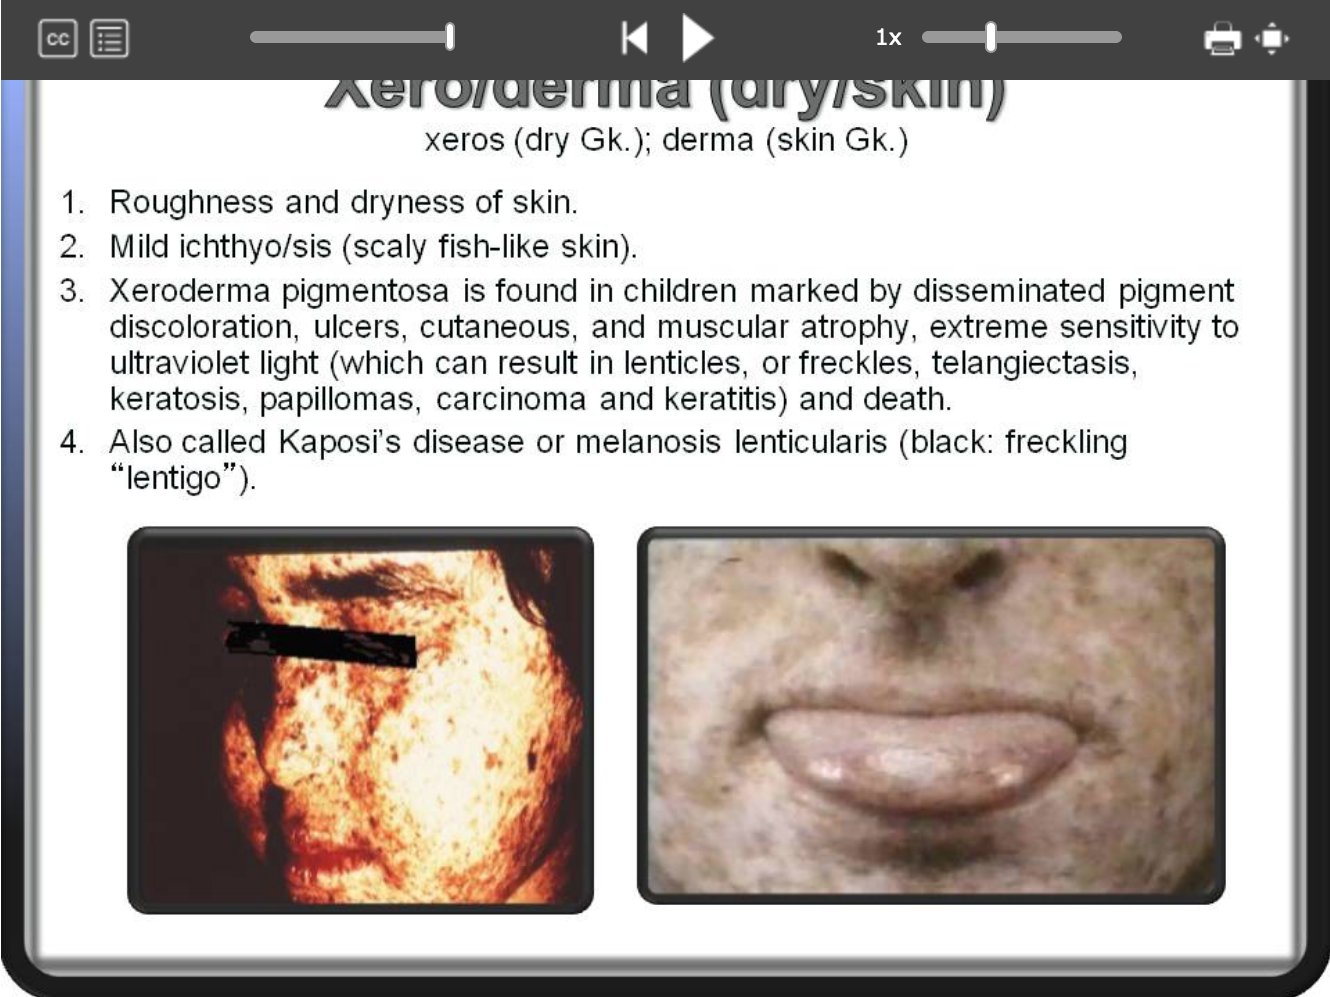 CC
1x
Xero/derma (dry/skin)
xeros (dry Gk.); derma (skin Gk.)
1. Roughness and dryness of skin.
2. Mild ichthyo/sis (scaly fish-like skin).
3. Xeroderma pigmentosa is found in children marked by disseminated pigment
discoloration, ulcers, cutaneous, and muscular atrophy, extreme sensitivity to
ultraviolet light (which can result in lenticles, or freckles, telangiectasis,
keratosis, papillomas, carcinoma and keratitis) and death.
4. Also called Kaposi’s disease or melanosis lenticularis (black: freckling
“lentigo”).